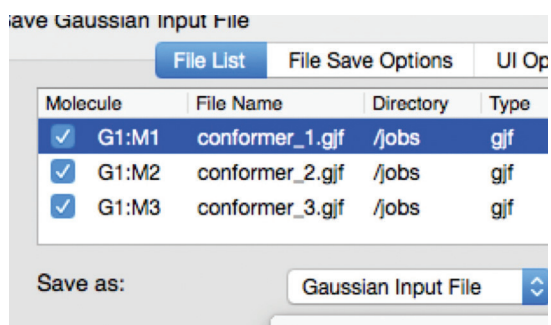 Save Gaussian Input File
File List File Save Options UI Op
Molecule File Name Directory Type
G1:M1 conformer_1.gjf /jobs gjf
G1:M2 conformer_2.gjf /jobs gjf
G1:M3 conformer_3.gjf /jobs gjf
Save as: Gaussian Input File